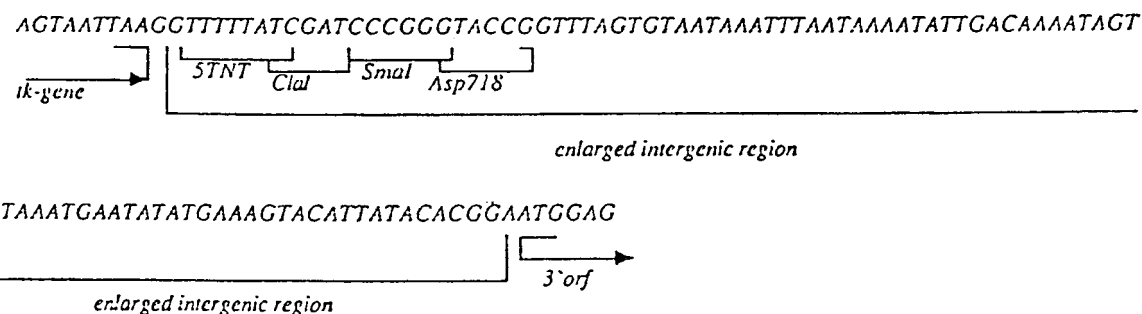 AGTAATTAAGGTTTTTATCGATCCCGGGTACCGGTTTAGTGTAATAAATTTAATAAAATATTGACAAAATAGT
5TNT ClaI SmaI Asp718
tk-gene
enlarged intergenic region
TAAATGAATATATGAAAGTACATTATACACGGAATGGAG
3`orf
enlarged intergenic region